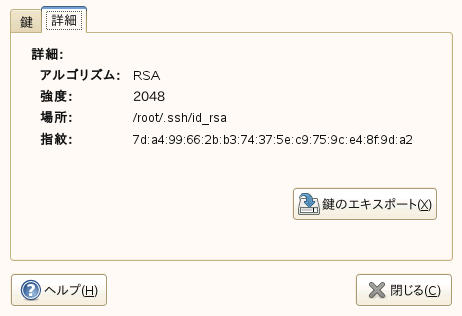 鍵 詳細
詳細:
アルゴリズム: RSA
強度: 2048
場所: /root/.ssh/id_rsa
指紋: 7d:a4:99:66:2b:b3:74:37:5e:c9:75:9c:e4:8f:9d:a2
鍵のエキスポート(X)
ヘルプ(H) 閉じる(C)